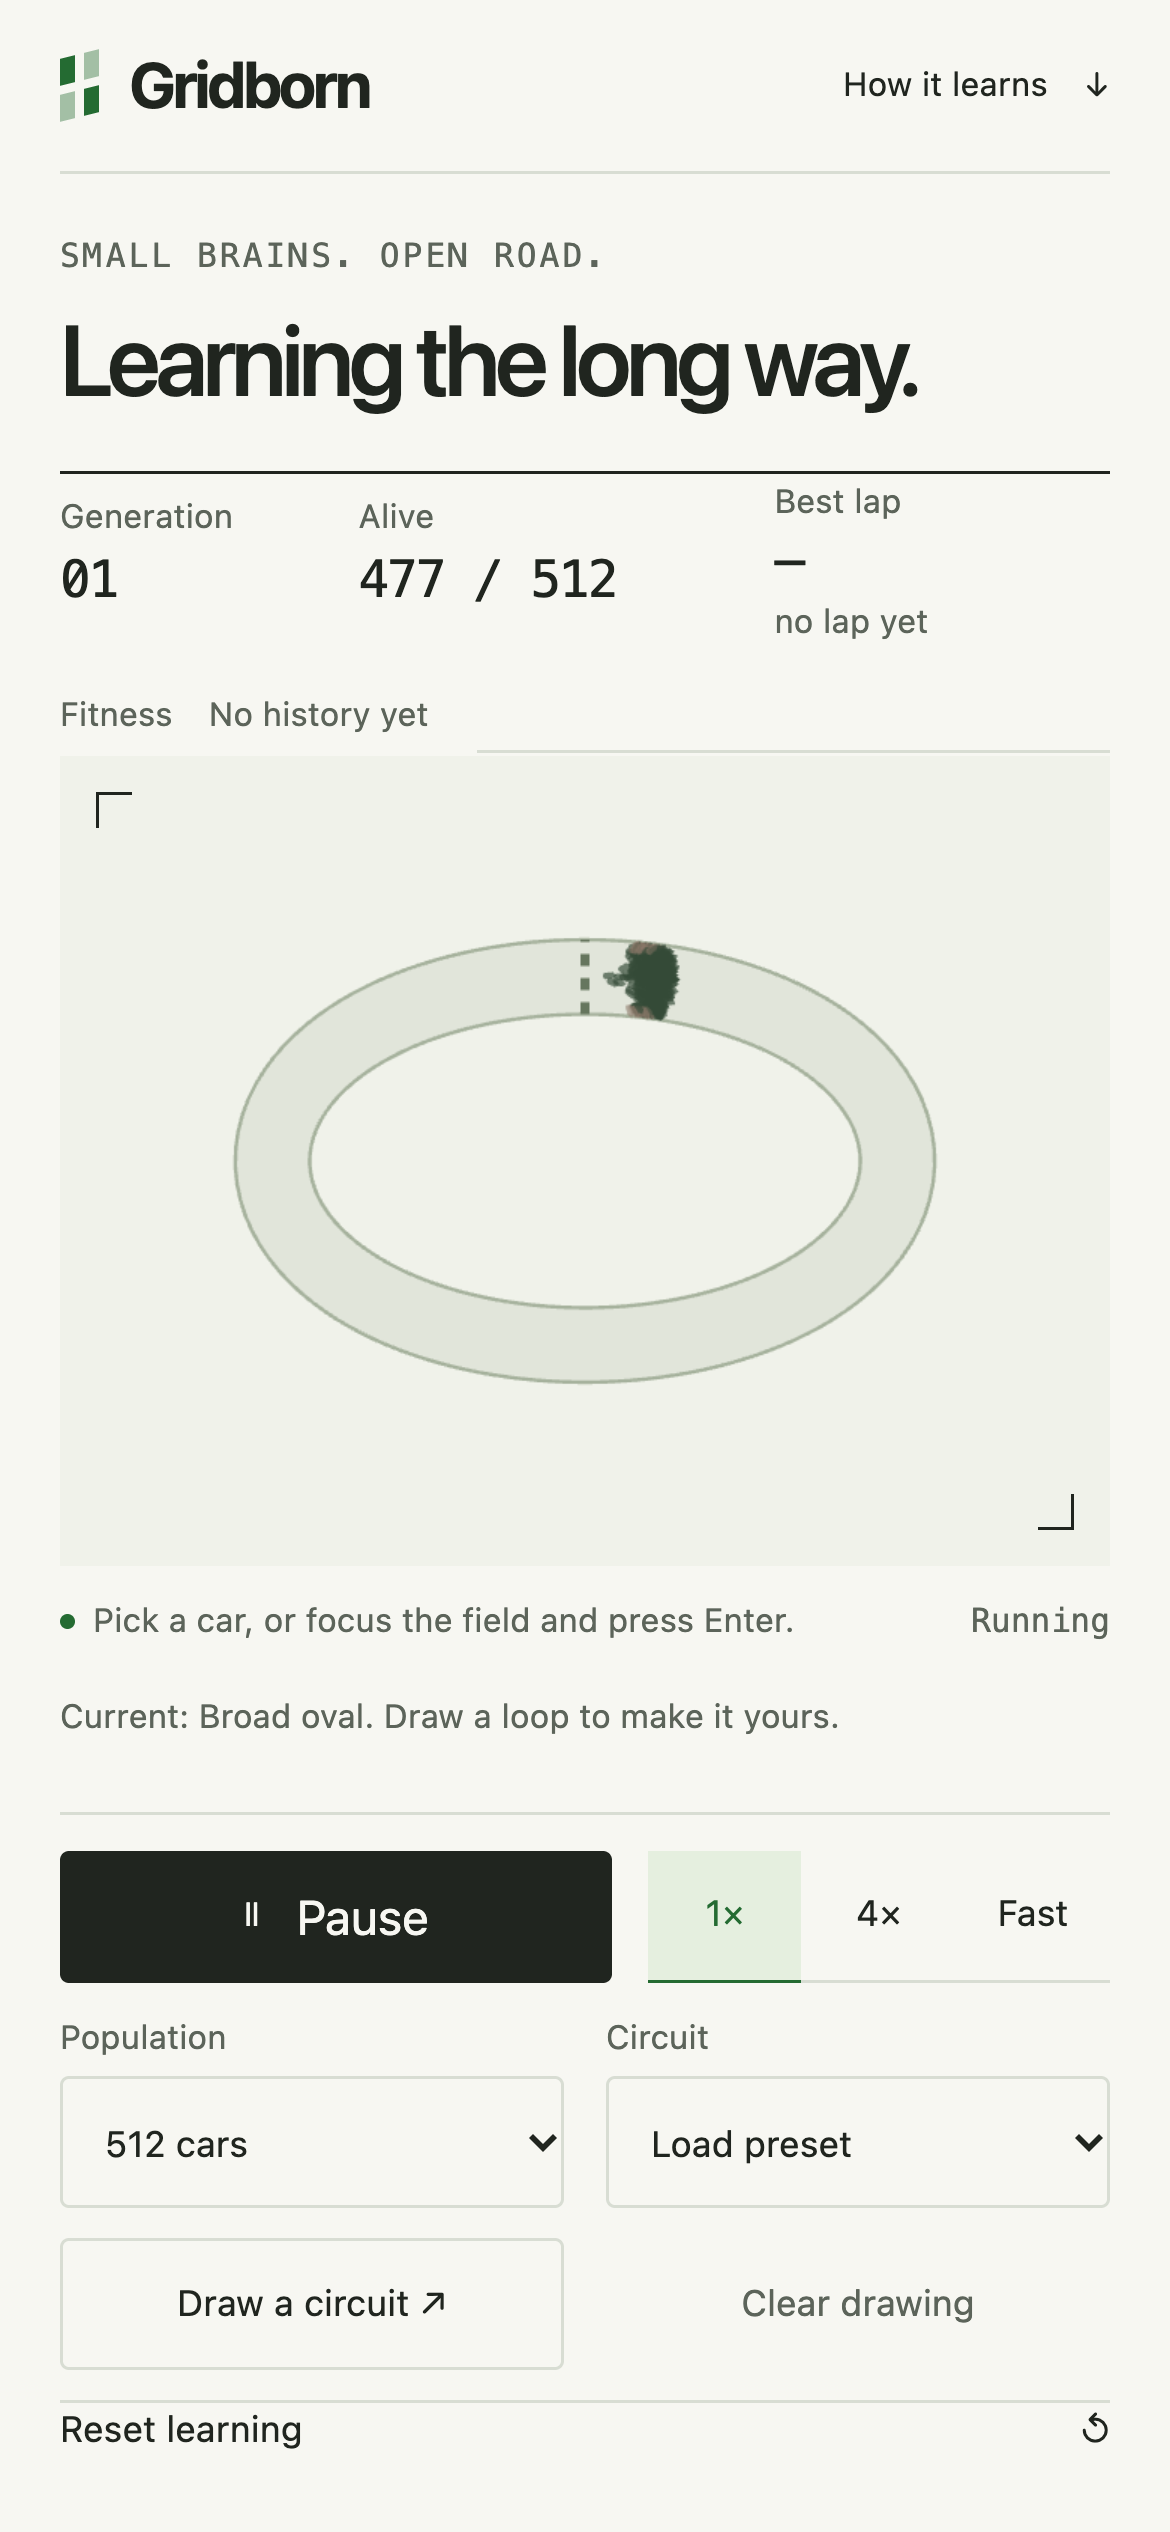 Gridborn
How it learns ↓
SMALL BRAINS. OPEN ROAD.
Learning the long way.
Generation
01
Alive
477 / 512
Best lap
—
no lap yet
Fitness No history yet
Pick a car, or focus the field and press Enter.
Running
Current: Broad oval. Draw a loop to make it yours.
Pause
1×
4×
Fast
Population
512 cars
Circuit
Load preset
Draw a circuit ↗
Clear drawing
Reset learning